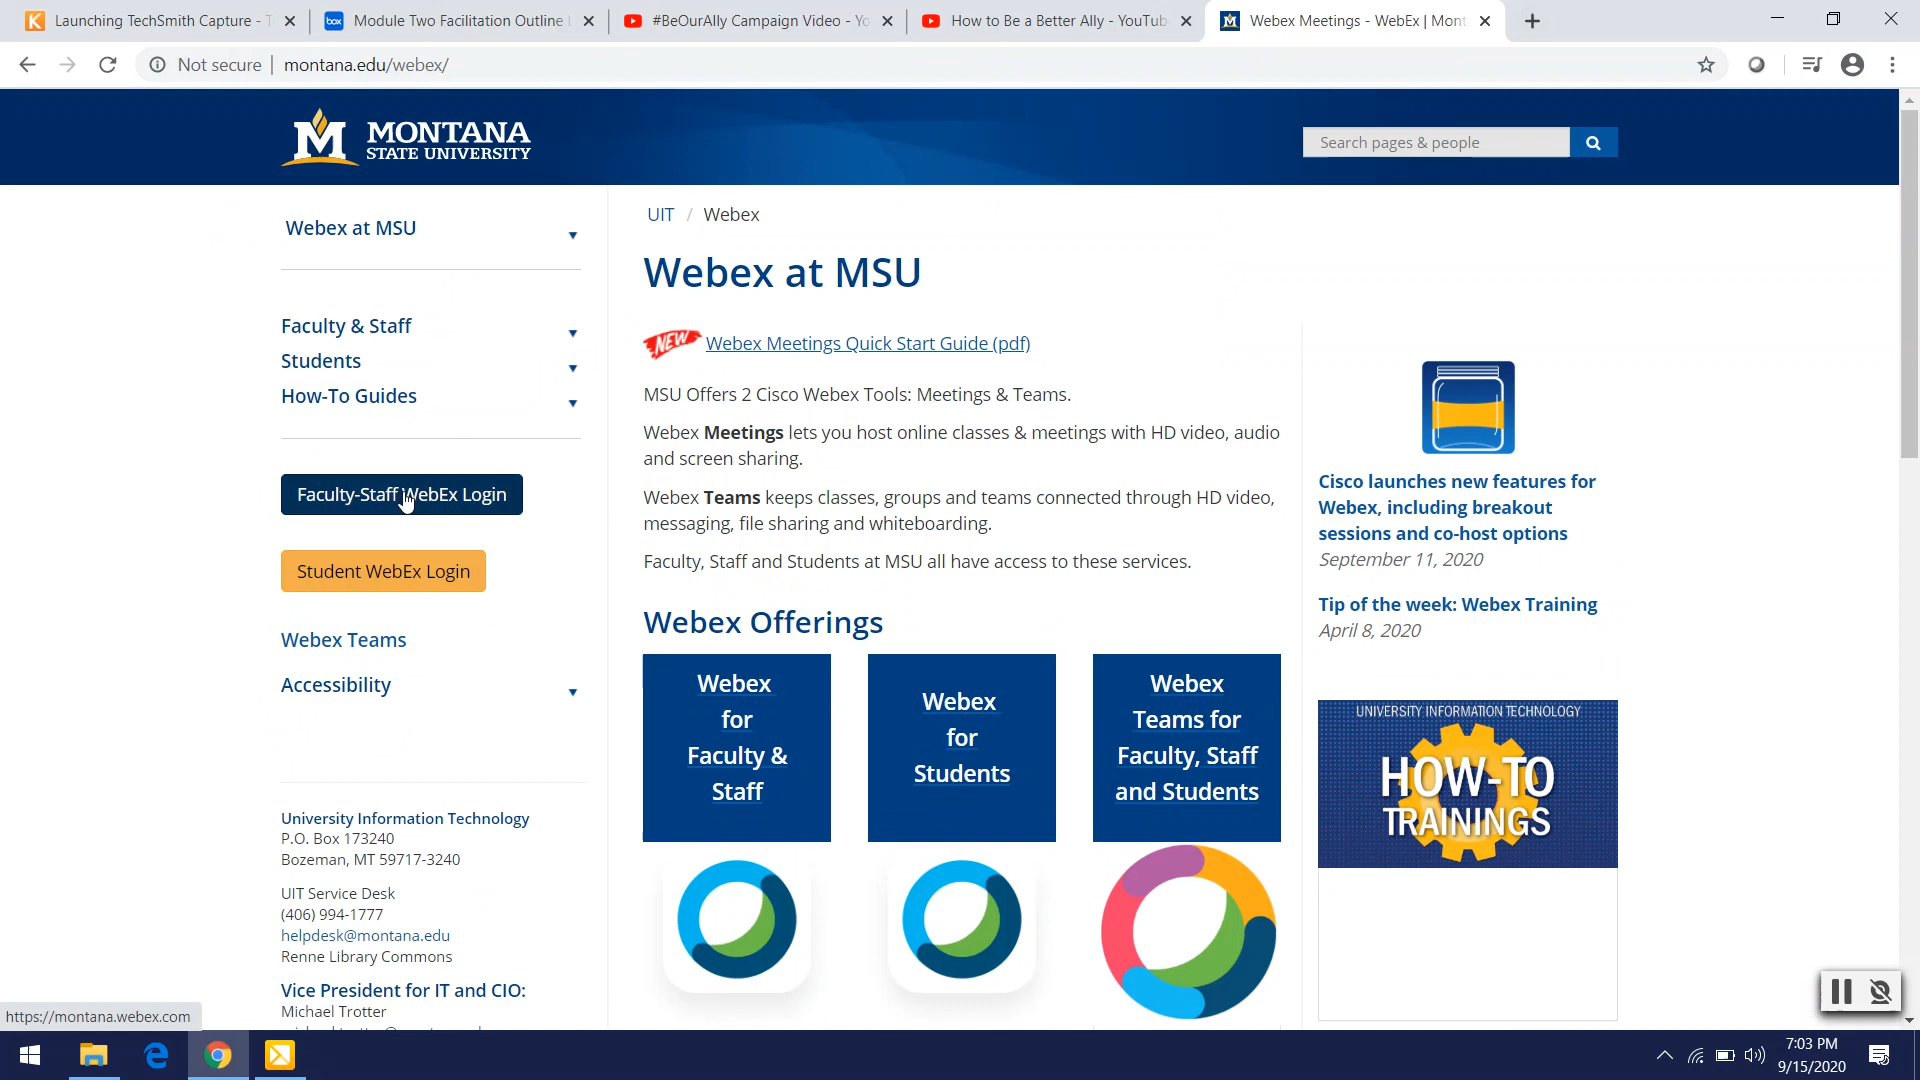 Launching TechSmith Capture - T
Module Two Facilitation Outline
#BeOurAlly Campaign Video - Yo
How to Be a Better Ally - YouTub
Webex Meetings - WebEx | Mont
Not secure
montana.edu/webex/
M MONTANA
STATE UNIVERSITY
Search pages & people
Webex at MSU
Faculty & Staff
Students
How-To Guides
Faculty-Staff WebEx Login
Student WebEx Login
Webex Teams
Accessibility
University Information Technology
P.O. Box 173240
Bozeman, MT 59717-3240
UIT Service Desk
(406) 994-1777
helpdesk@montana.edu
Renne Library Commons
Vice President for IT and CIO:
Michael Trotter
https://montana.webex.com
UIT / Webex
Webex at MSU
NEW Webex Meetings Quick Start Guide (pdf)
MSU Offers 2 Cisco Webex Tools: Meetings & Teams.
Webex Meetings lets you host online classes & meetings with HD video, audio
and screen sharing.
Webex Teams keeps classes, groups and teams connected through HD video,
messaging, file sharing and whiteboarding.
Faculty, Staff and Students at MSU all have access to these services.
Webex Offerings
Webex
for
Faculty &
Staff
Webex
for
Students
Webex
Teams for
Faculty, Staff
and Students
Cisco launches new features for
Webex, including breakout
sessions and co-host options
September 11, 2020
Tip of the week: Webex Training
April 8, 2020
UNIVERSITY INFORMATION TECHNOLOGY
HOW-TO
TRAININGS
7:03 PM
9/15/2020